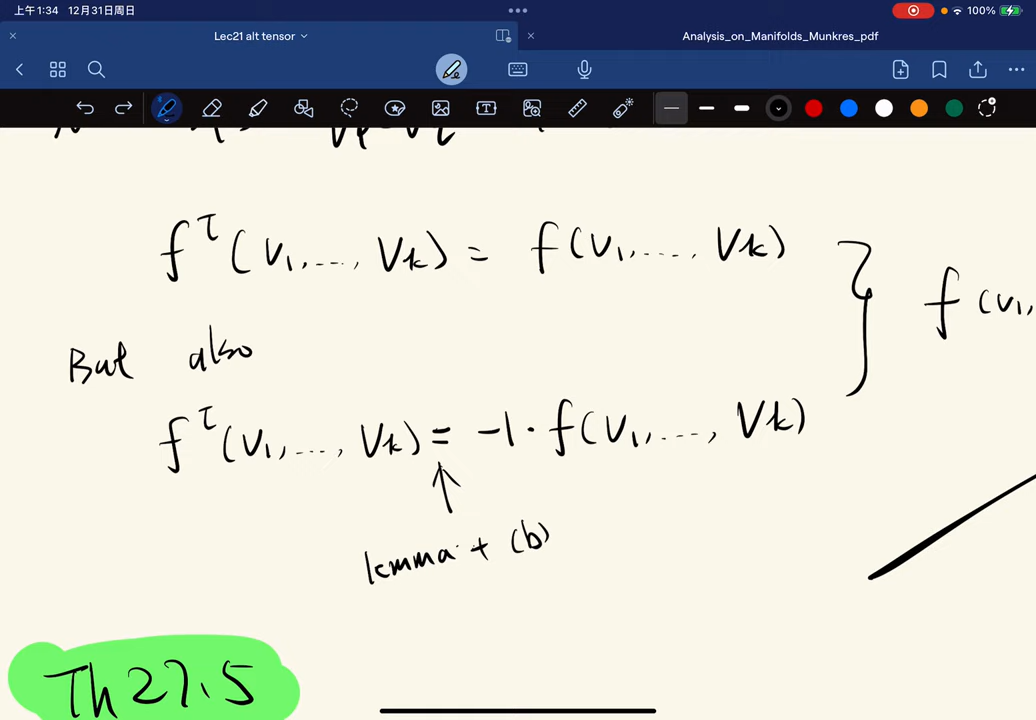 上午1:34 12月31日周日
100%
Lec21 alt tensor
Analysis_on_Manifolds_Munkres_pdf
f^τ(v₁,...., vₖ) = f(v₁,...., vₖ)
f(v₁,
But also
f^τ(v₁,...., vₖ) = -1·f(v₁,...., vₖ)
lemma + (b)
Th 27.5